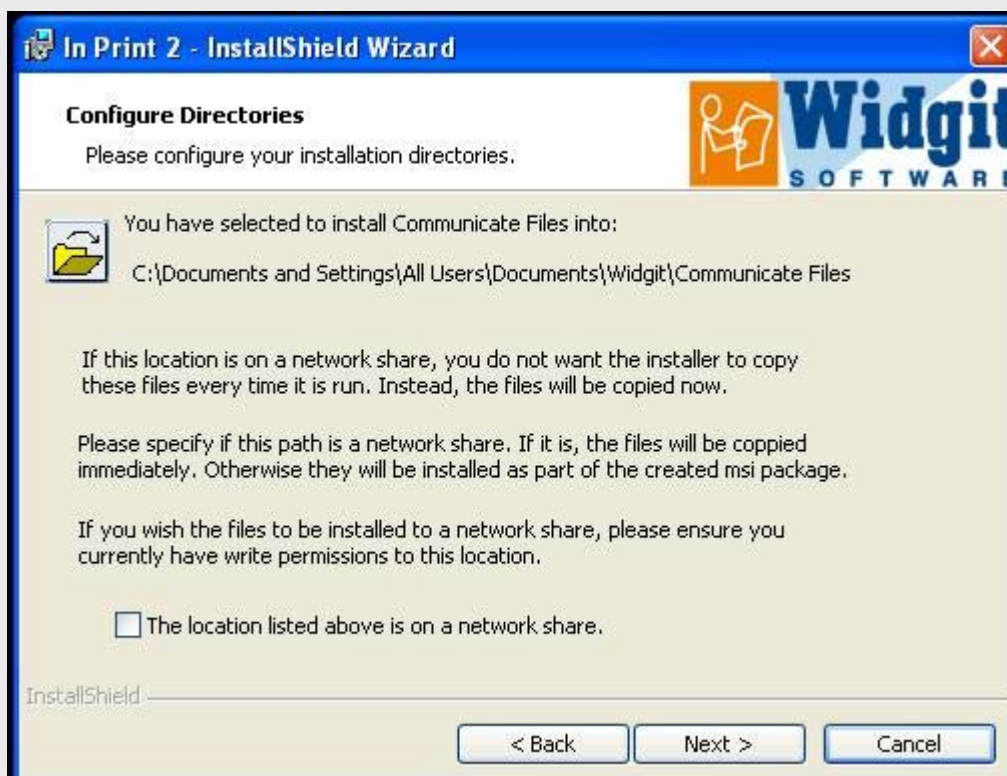 In Print 2 - InstallShield Wizard
Configure Directories
Please configure your installation directories.
Widgit
SOFTWARE
You have selected to install Communicate Files into:
C:\Documents and Settings\All Users\Documents\Widgit\Communicate Files
If this location is on a network share, you do not want the installer to copy
these files every time it is run. Instead, the files will be copied now.
Please specify if this path is a network share. If it is, the files will be coppied
immediately. Otherwise they will be installed as part of the created msi package.
If you wish the files to be installed to a network share, please ensure you
currently have write permissions to this location.
The location listed above is on a network share.
InstallShield
< Back Next > Cancel